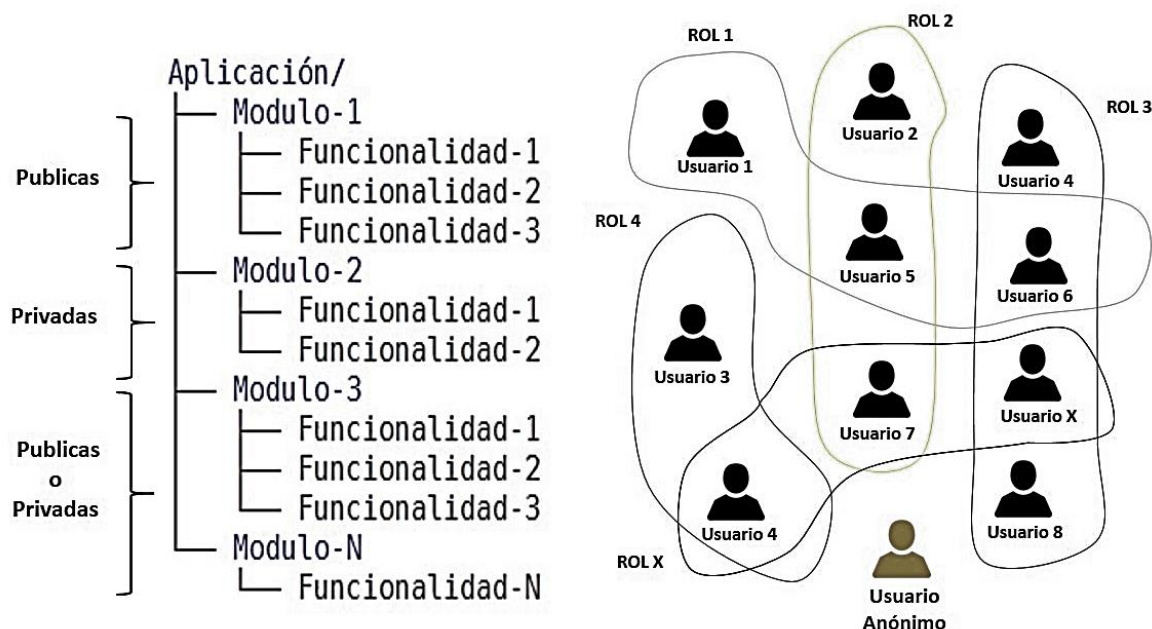 Aplicación/
Modulo-1
Funcionalidad-1
Funcionalidad-2
Funcionalidad-3
Modulo-2
Funcionalidad-1
Funcionalidad-2
Modulo-3
Funcionalidad-1
Funcionalidad-2
Funcionalidad-3
Modulo-N
Funcionalidad-N
Publicas
Privadas
Publicas
o
Privadas
ROL 1
ROL 2
ROL 3
ROL 4
ROL X
Usuario 1
Usuario 2
Usuario 4
Usuario 5
Usuario 6
Usuario 3
Usuario 7
Usuario X
Usuario 4
Usuario 8
Usuario
Anónimo